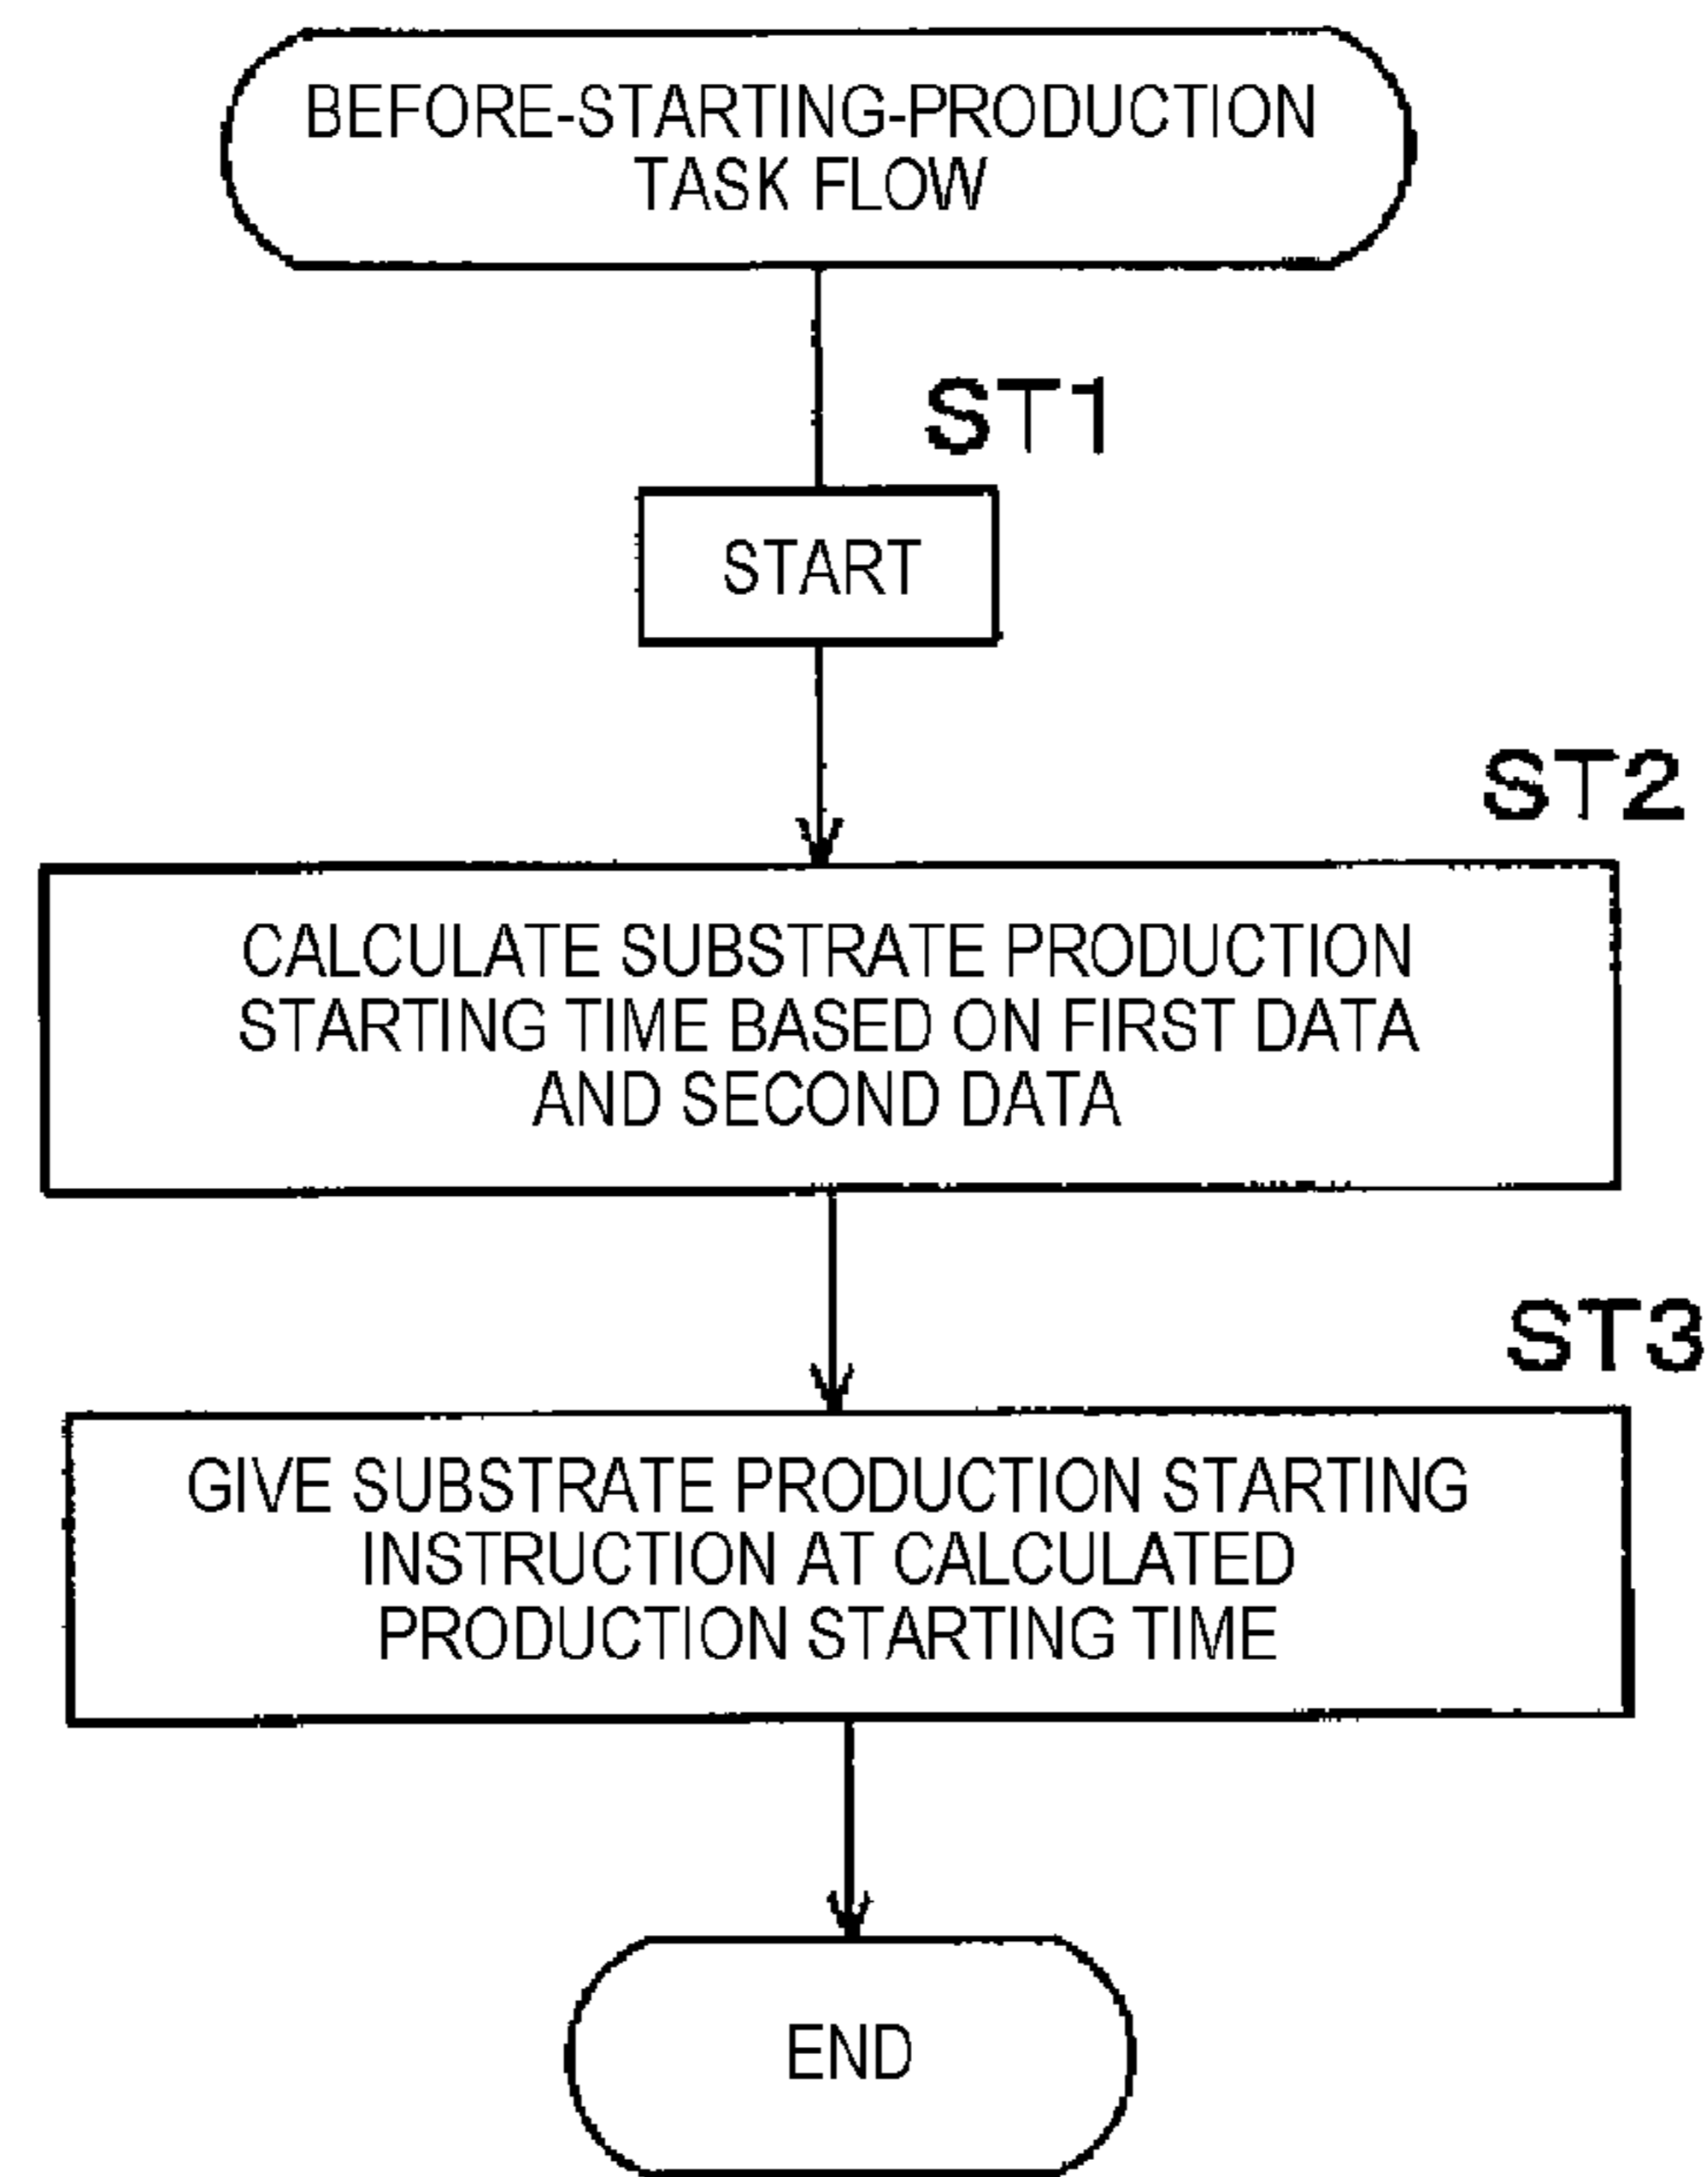 BEFORE-STARTING-PRODUCTION
TASK FLOW
ST1
START
ST2
CALCULATE SUBSTRATE PRODUCTION
STARTING TIME BASED ON FIRST DATA
AND SECOND DATA
ST3
GIVE SUBSTRATE PRODUCTION STARTING
INSTRUCTION AT CALCULATED
PRODUCTION STARTING TIME
END